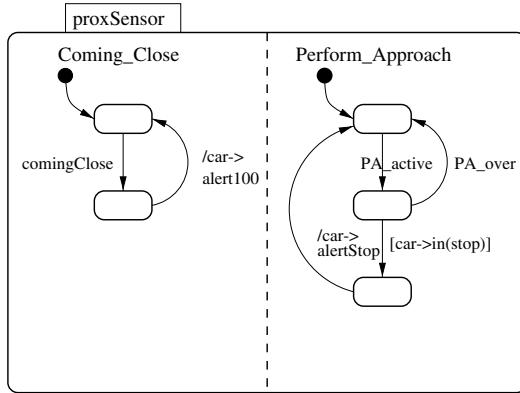 proxSensor
Coming_Close
comingClose
/car->
alert100
Perform_Approach
PA_active
PA_over
/car->
alertStop
[car->in(stop)]